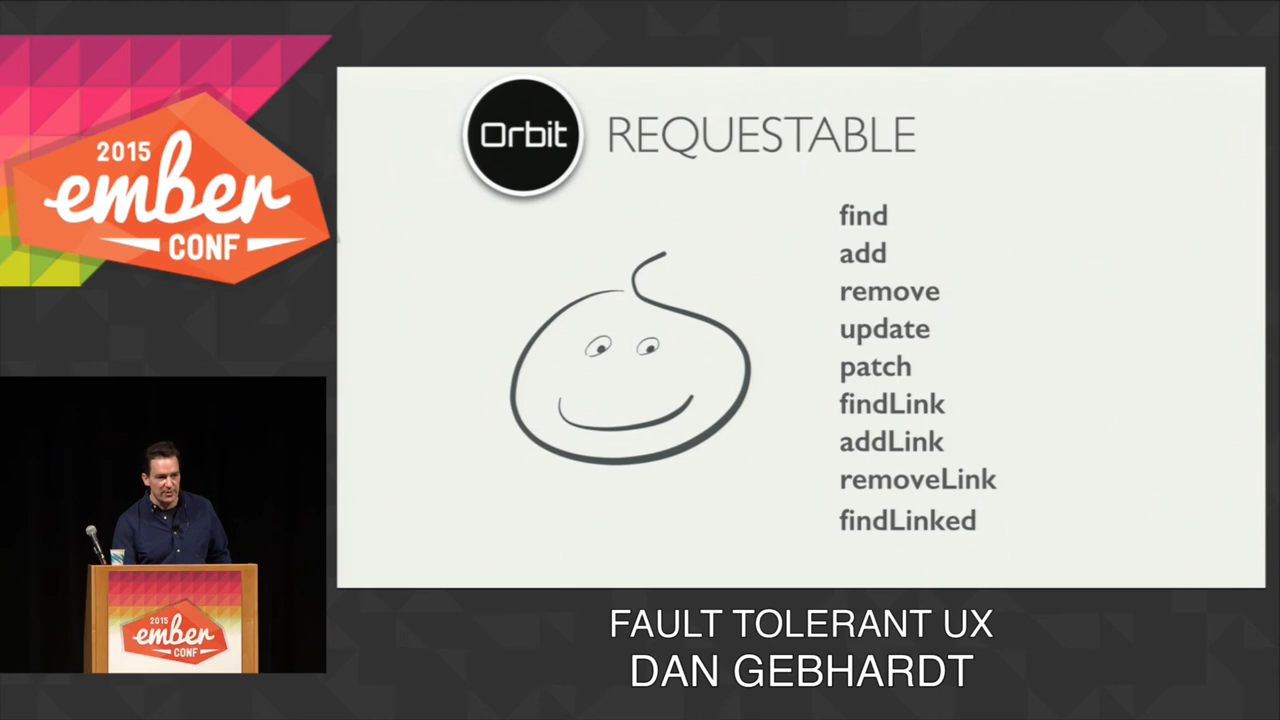 2015
ember
CONF
Orbit
REQUESTABLE
find
add
remove
update
patch
findLink
addLink
removeLink
findLinked
2015
ember
CONF
FAULT TOLERANT UX
DAN GEBHARDT